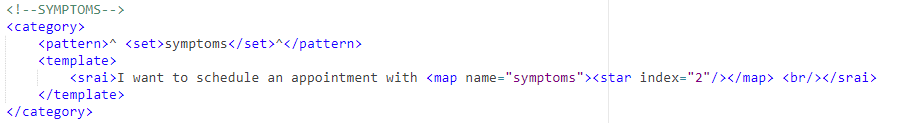 <!--SYMPTOMS-->
<category>
<pattern>^ <set>symptoms</set>^</pattern>
<template>
<srai>I want to schedule an appointment with <map name="symptoms"><star index="2"/></map> <br/></srai>
</template>
</category>